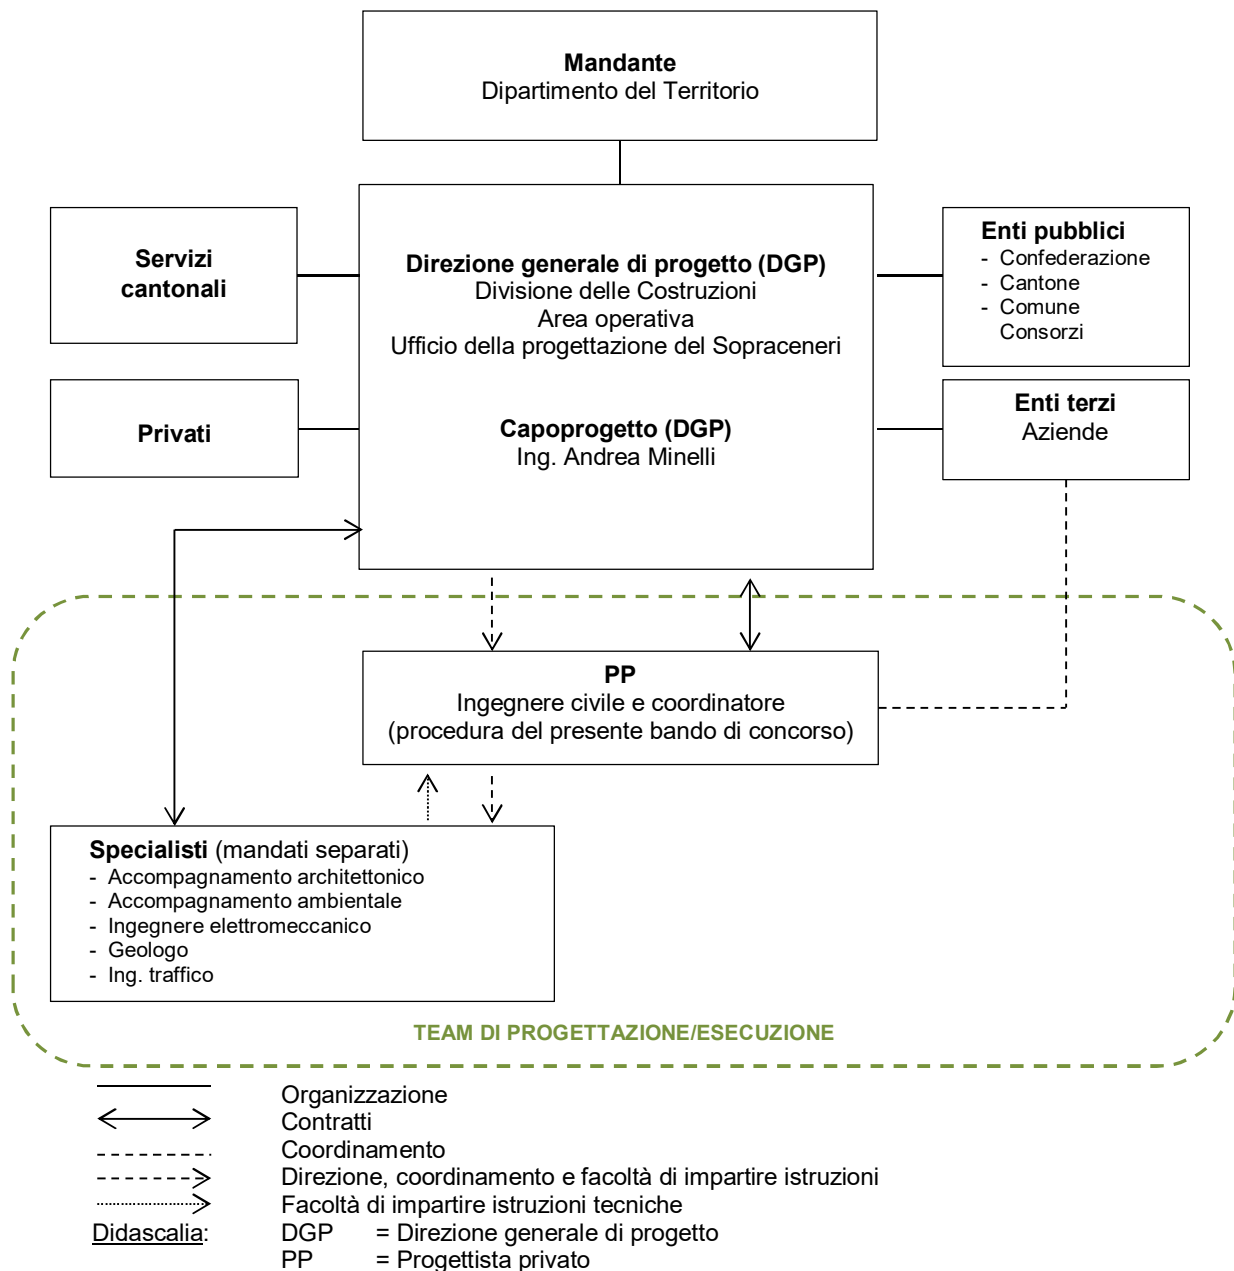 Mandante
Dipartimento del Territorio
Servizi
cantonali
Direzione generale di progetto (DGP)
Divisione delle Costruzioni
Area operativa
Ufficio della progettazione del Sopraceneri
Enti pubblici
- Confederazione
- Cantone
- Comune
Consorzi
Privati
Capoprogetto (DGP)
Ing. Andrea Minelli
Enti terzi
Aziende
PP
Ingegnere civile e coordinatore
(procedura del presente bando di concorso)
Specialisti (mandati separati)
- Accompagnamento architettonico
- Accompagnamento ambientale
- Ingegnere elettromeccanico
- Geologo
- Ing. traffico
TEAM DI PROGETTAZIONE/ESECUZIONE
Organizzazione
Contratti
Coordinamento
Direzione, coordinamento e facoltà di impartire istruzioni
Facoltà di impartire istruzioni tecniche
Didascalia: DGP = Direzione generale di progetto
PP = Progettista privato